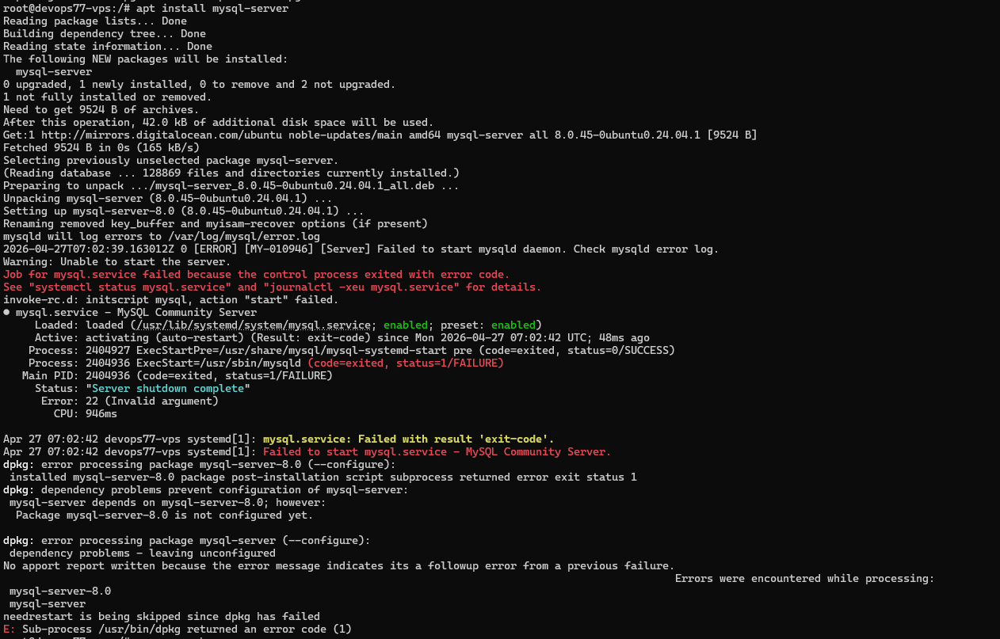 root@devops77-vps:/# apt install mysql-server
Reading package lists... Done
Building dependency tree... Done
Reading state information... Done
The following NEW packages will be installed:
  mysql-server
0 upgraded, 1 newly installed, 0 to remove and 2 not upgraded.
1 not fully installed or removed.
Need to get 9524 B of archives.
After this operation, 42.0 kB of additional disk space will be used.
Get:1 http://mirrors.digitalocean.com/ubuntu noble-updates/main amd64 mysql-server all 8.0.45-0ubuntu0.24.04.1 [9524 B]
Fetched 9524 B in 0s (165 kB/s)
Selecting previously unselected package mysql-server.
(Reading database ... 128869 files and directories currently installed.)
Preparing to unpack .../mysql-server_8.0.45-0ubuntu0.24.04.1_all.deb ...
Unpacking mysql-server (8.0.45-0ubuntu0.24.04.1) ...
Setting up mysql-server-8.0 (8.0.45-0ubuntu0.24.04.1) ...
Renaming removed key_buffer and myisam-recover options (if present)
mysqld will log errors to /var/log/mysql/error.log
2026-04-27T07:02:39.163012Z 0 [ERROR] [MY-010946] [Server] Failed to start mysqld daemon. Check mysqld error log.
Warning: Unable to start the server.
Job for mysql.service failed because the control process exited with error code.
See "systemctl status mysql.service" and "journalctl -xeu mysql.service" for details.
invoke-rc.d: initscript mysql, action "start" failed.
● mysql.service - MySQL Community Server
     Loaded: loaded (/usr/lib/systemd/system/mysql.service; enabled; preset: enabled)
     Active: activating (auto-restart) (Result: exit-code) since Mon 2026-04-27 07:02:42 UTC; 48ms ago
    Process: 2404927 ExecStartPre=/usr/share/mysql/mysql-systemd-start pre (code=exited, status=0/SUCCESS)
    Process: 2404936 ExecStart=/usr/sbin/mysqld (code=exited, status=1/FAILURE)
   Main PID: 2404936 (code=exited, status=1/FAILURE)
     Status: "Server shutdown complete"
      Error: 22 (Invalid argument)
        CPU: 946ms

Apr 27 07:02:42 devops77-vps systemd[1]: mysql.service: Failed with result 'exit-code'.
Apr 27 07:02:42 devops77-vps systemd[1]: Failed to start mysql.service - MySQL Community Server.
dpkg: error processing package mysql-server-8.0 (--configure):
 installed mysql-server-8.0 package post-installation script subprocess returned error exit status 1
dpkg: dependency problems prevent configuration of mysql-server:
 mysql-server depends on mysql-server-8.0; however:
  Package mysql-server-8.0 is not configured yet.

dpkg: error processing package mysql-server (--configure):
 dependency problems - leaving unconfigured
No apport report written because the error message indicates its a followup error from a previous failure.
Errors were encountered while processing:
 mysql-server-8.0
 mysql-server
needrestart is being skipped since dpkg has failed
E: Sub-process /usr/bin/dpkg returned an error code (1)